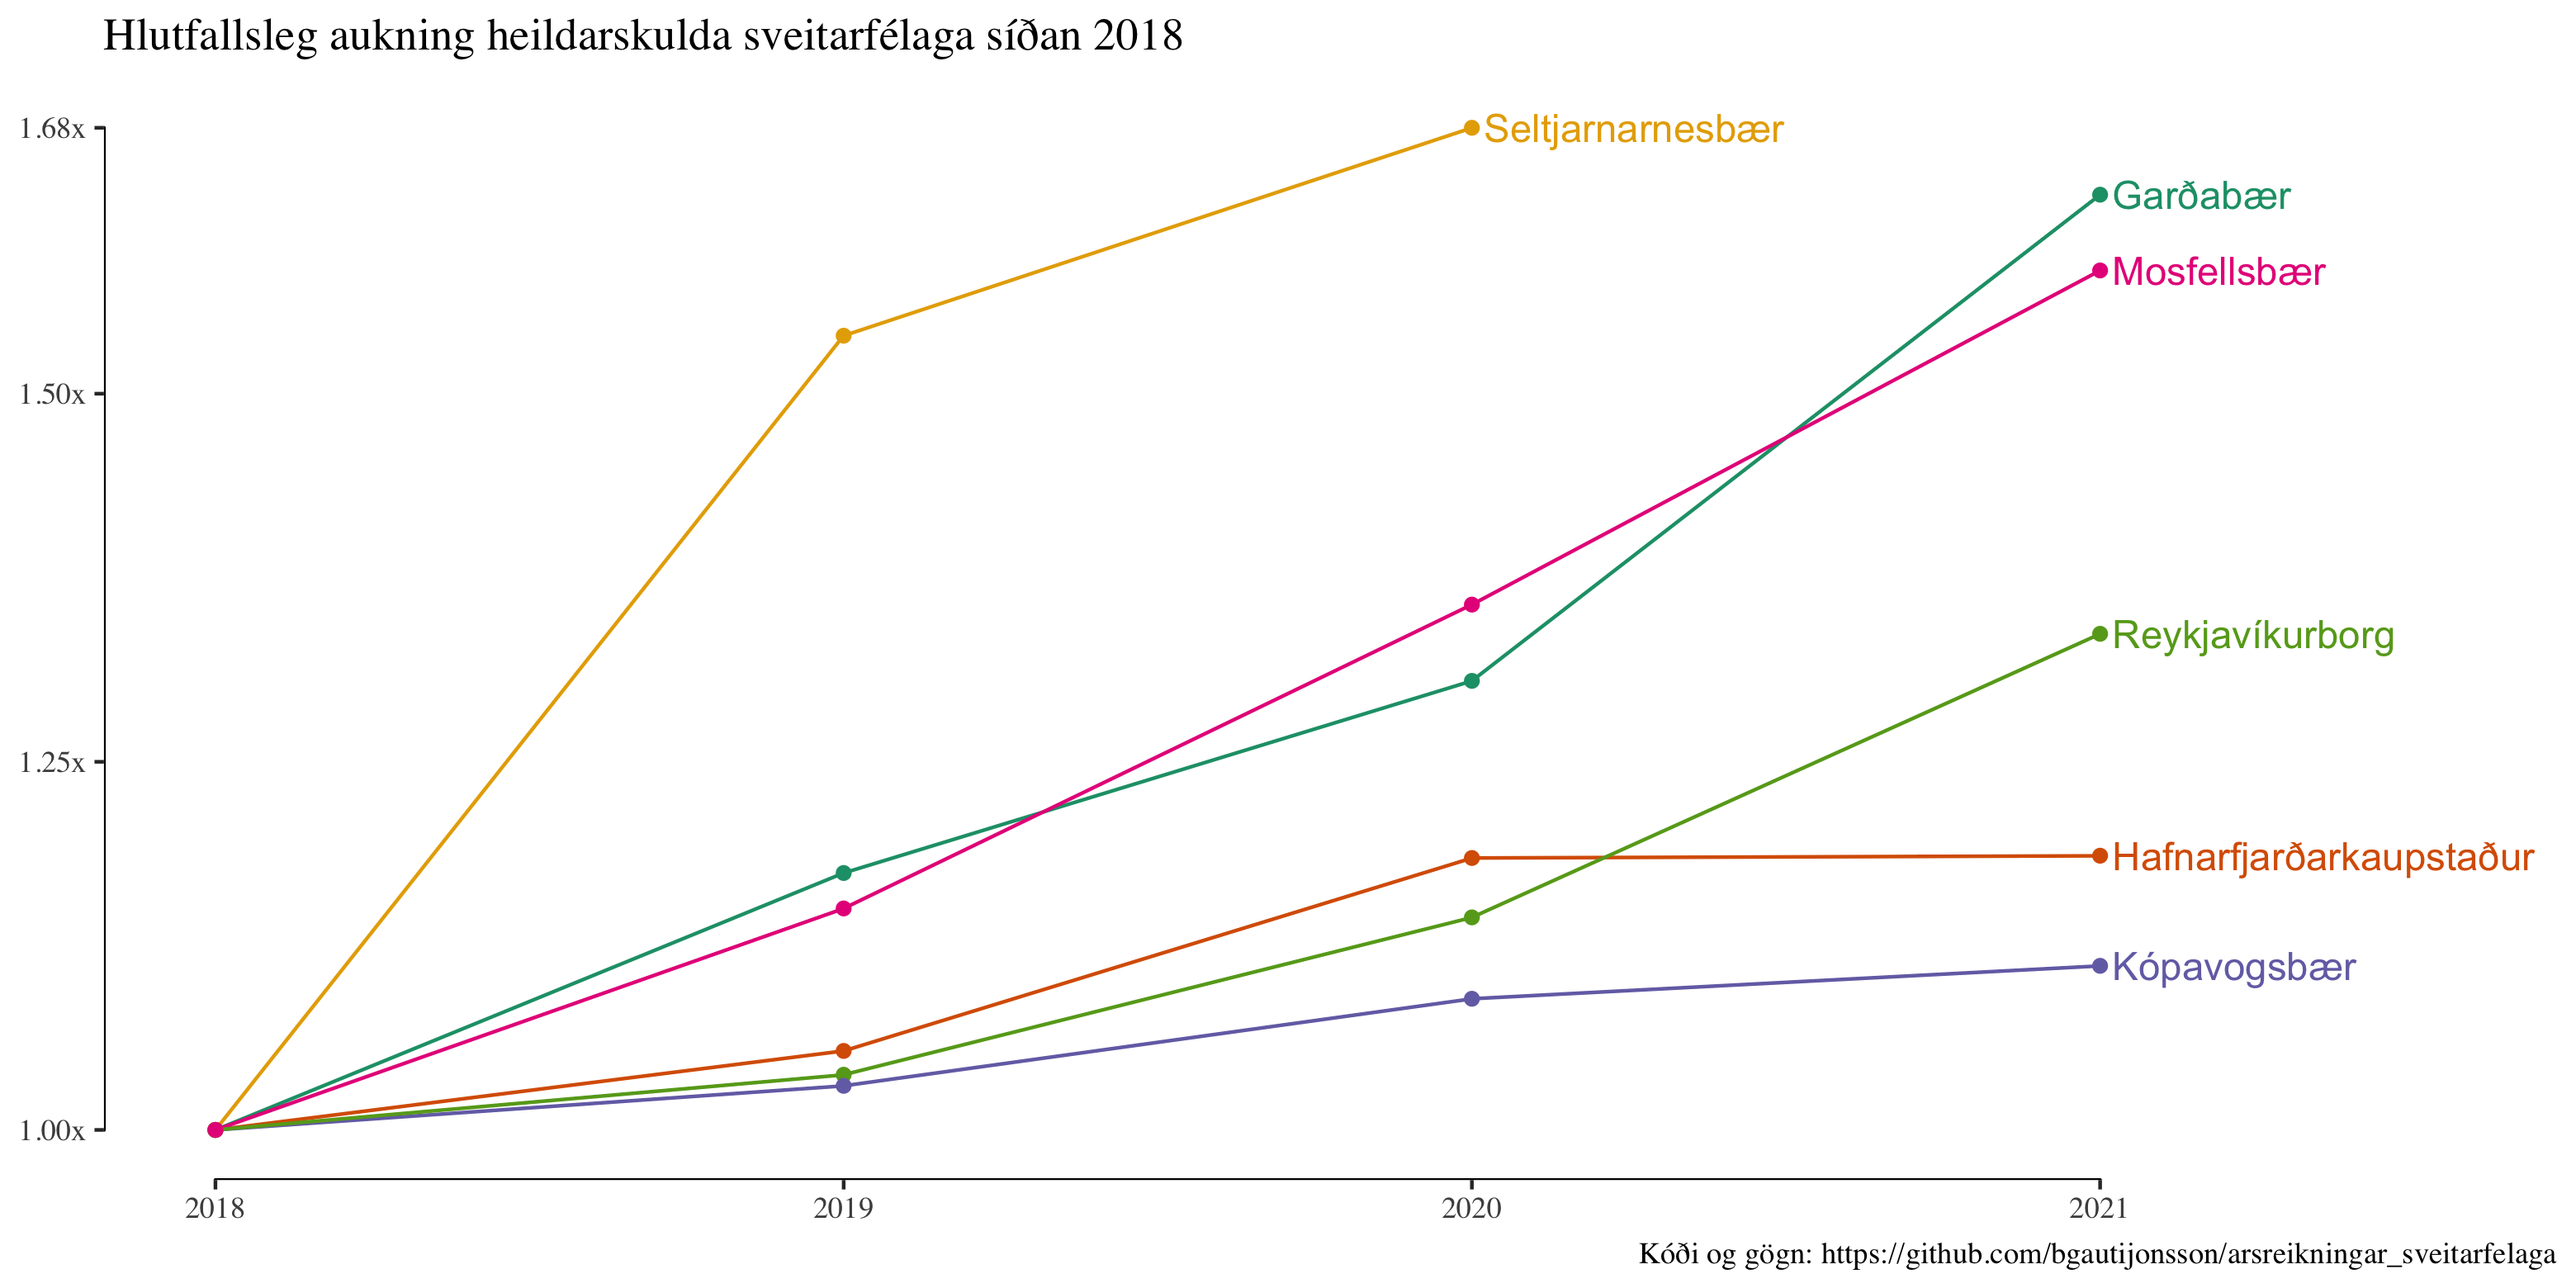 Hlutfallsleg aukning heildarskulda sveitarfélaga síðan 2018
1.68x
Seltjarnarnesbær
Garðabær
Mosfellsbær
1.50x
Reykjavíkurborg
1.25x
Hafnarfjarðarkaupstaður
Kópavogsbær
1.00x
2018 2019 2020 2021
Kóði og gögn: https://github.com/bgautijonsson/arsreikningar_sveitarfelaga